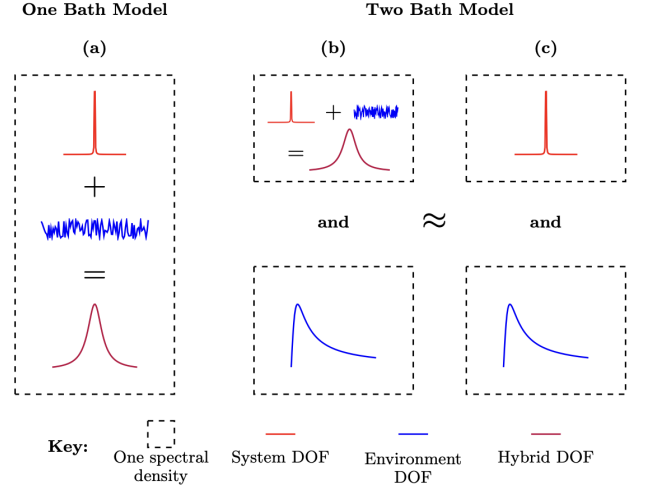 One Bath Model
Two Bath Model
(a)
(b)
(c)
+
=
+
=
and
≈
and
Key:
One spectral
density
System DOF
Environment
DOF
Hybrid DOF